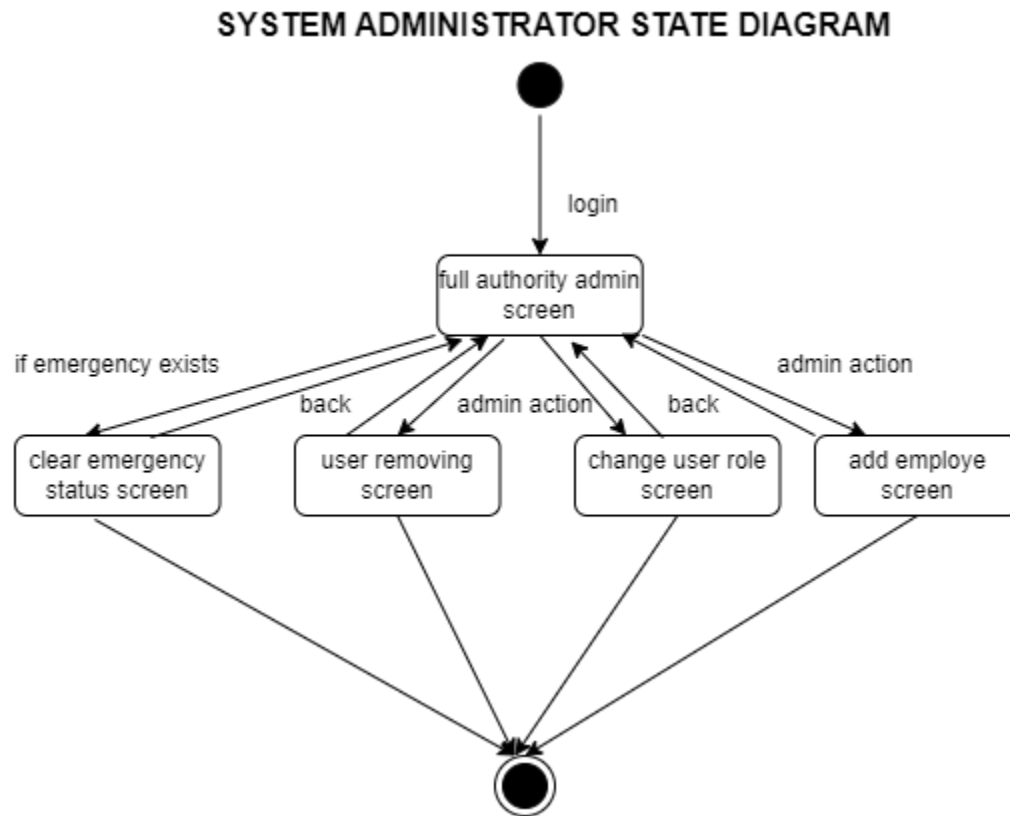 SYSTEM ADMINISTRATOR STATE DIAGRAM
login
full authority admin
screen
if emergency exists
admin action
back
admin action
back
clear emergency
status screen
user removing
screen
change user role
screen
add employe
screen